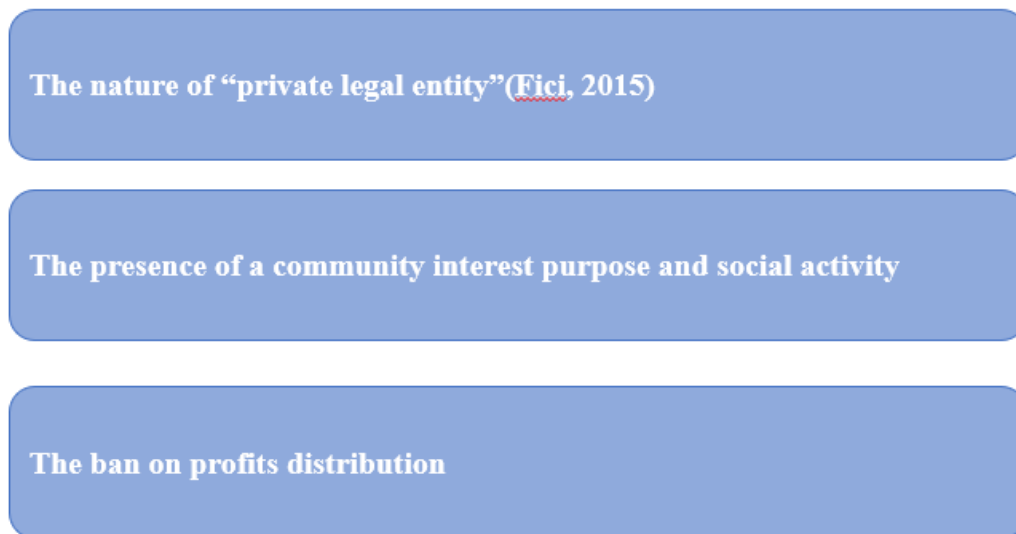 The nature of “private legal entity”(Fici, 2015)
The presence of a community interest purpose and social activity
The ban on profits distribution